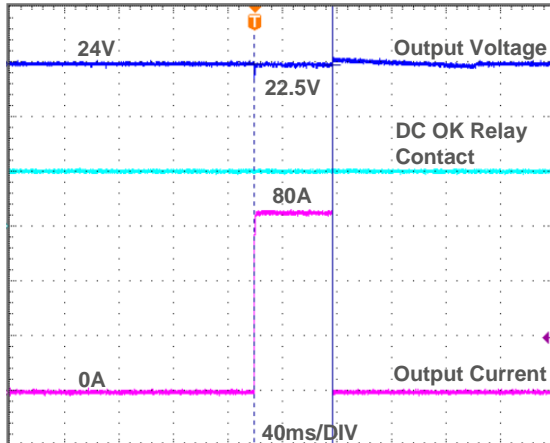 T
24V
Output Voltage
22.5V
DC OK Relay
Contact
80A
0A
Output Current
40ms/DIV